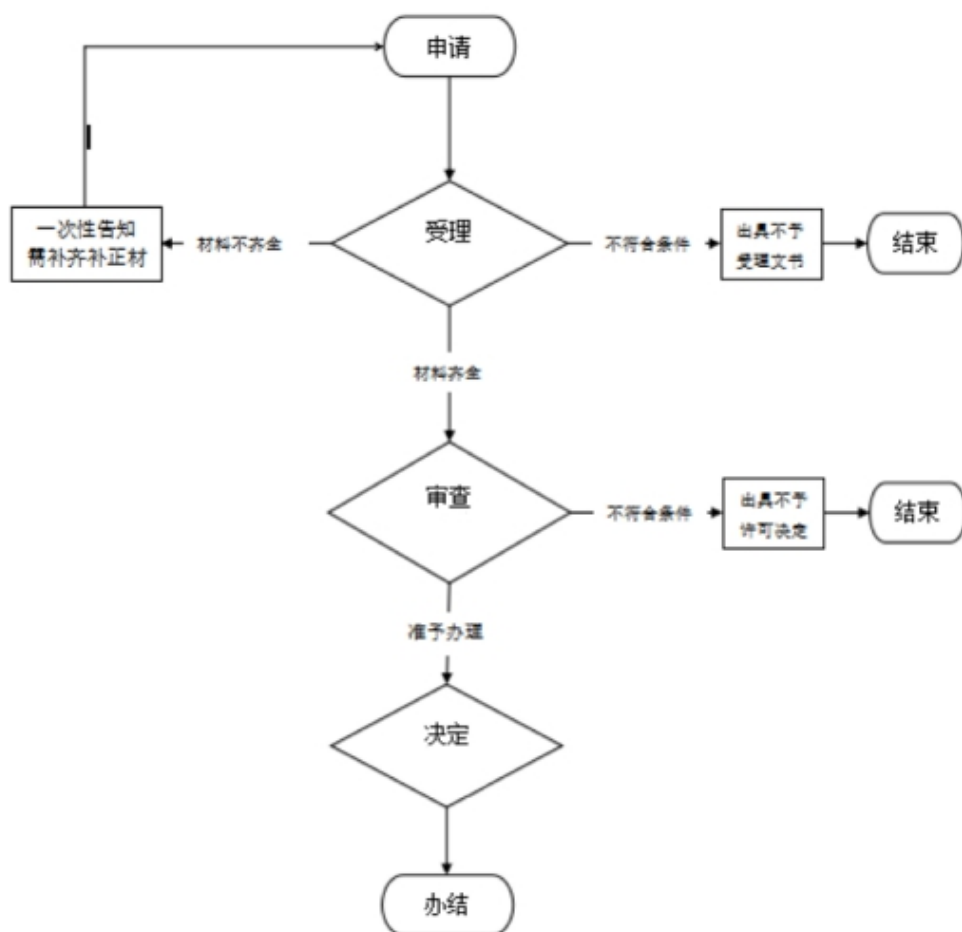 申请
一次性告知
需补齐补正材
材料不齐全
受理
不符合条件
出具不予
受理文书
结束
材料齐全
审查
不符合条件
出具不予
许可决定
结束
准予办理
决定
办结